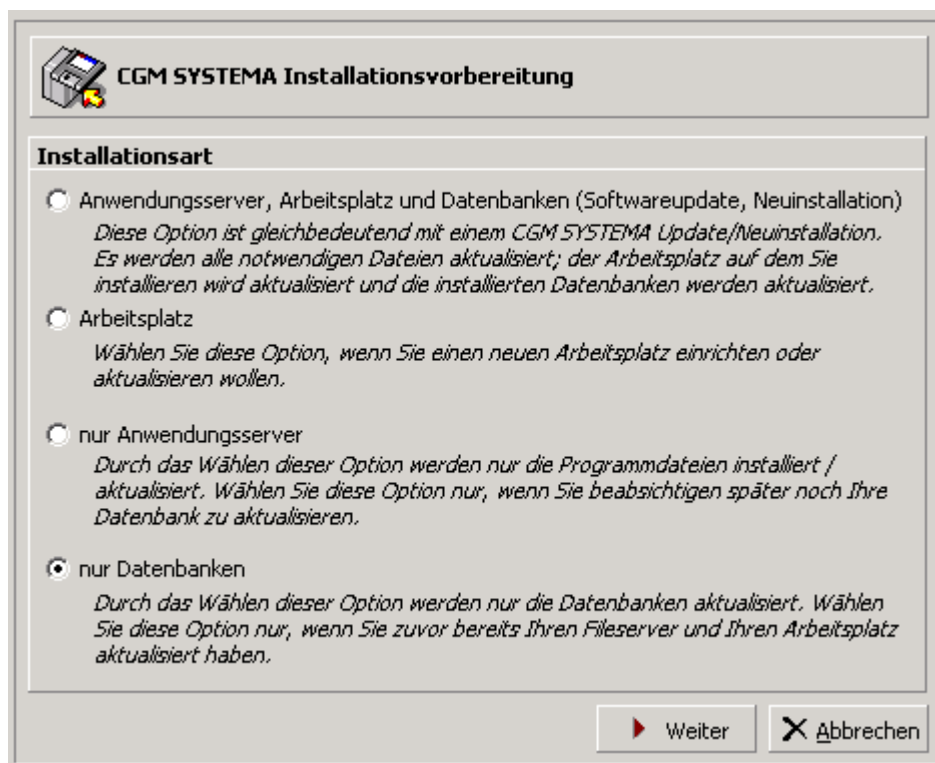 CGM SYSTEMA Installationsvorbereitung
Installationsart
Anwendungsserver, Arbeitsplatz und Datenbanken (Softwareupdate, Neuinstallation)
Diese Option ist gleichbedeutend mit einem CGM SYSTEMA Update/Neuinstallation.
Es werden alle notwendigen Dateien aktualisiert; der Arbeitsplatz auf dem Sie
installieren wird aktualisiert und die installierten Datenbanken werden aktualisiert.
Arbeitsplatz
Wählen Sie diese Option, wenn Sie einen neuen Arbeitsplatz einrichten oder
aktualisieren wollen.
nur Anwendungsserver
Durch das Wählen dieser Option werden nur die Programmdateien installiert /
aktualisiert. Wählen Sie diese Option nur, wenn Sie beabsichtigen später noch Ihre
Datenbank zu aktualisieren.
nur Datenbanken
Durch das Wählen dieser Option werden nur die Datenbanken aktualisiert. Wählen
Sie diese Option nur, wenn Sie zuvor bereits Ihren Fileserver und Ihren Arbeitsplatz
aktualisiert haben.
Weiter Abbrechen